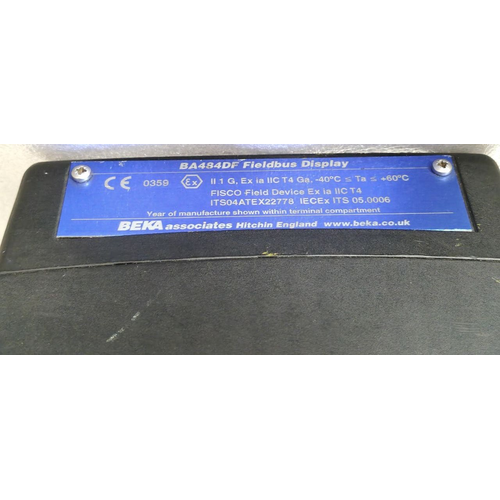 BA484DF Fieldbus Display
CE 0359 Ex II 1 G, Ex ia IIC T4 Ga, -40°C ≤ Ta ≤ +60°C
FISCO Field Device Ex ia IIC T4
ITS04ATEX22778 IECEx ITS 05.0006
Year of manufacture shown within terminal compartment
BEKA associates Hitchin England www.beka.co.uk